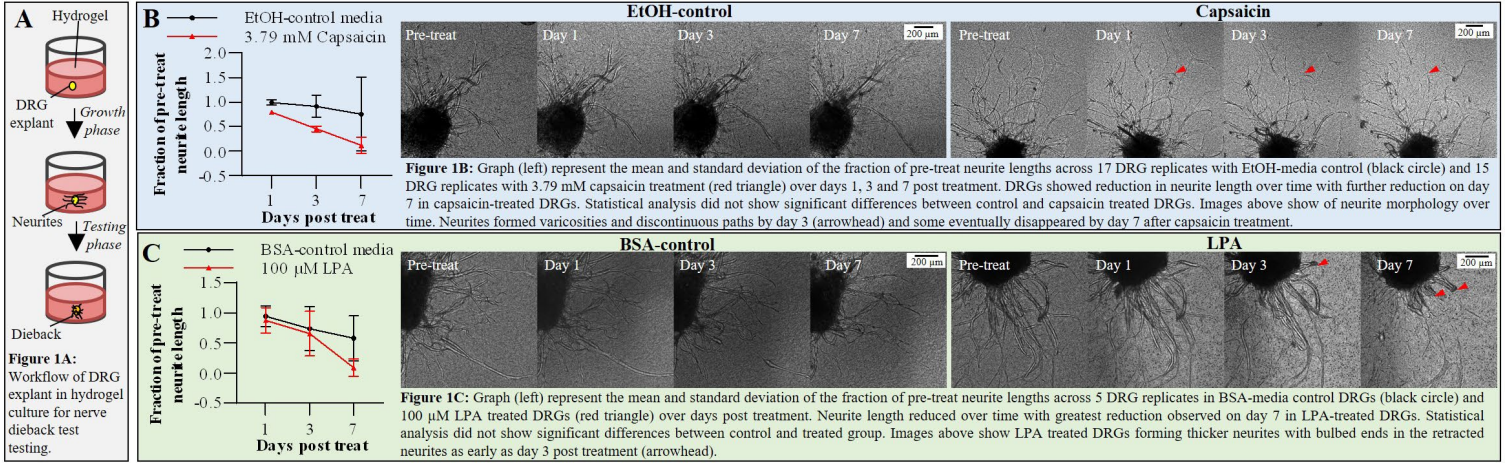 A
Hydrogel
DRG
explant
Growth
phase
Neurites
Testing
phase
Dieback
Figure 1A:
Workflow of DRG
explant in hydrogel
culture for nerve
dieback test
testing.
B
EtOH-control media
3.79 mM Capsaicin
Fraction of pre-treat
neurite length
2.0
1.5
1.0
0.5
0.0
-0.5
1 3 7
Days post treat
EtOH-control
Pre-treat Day 1 Day 3 Day 7
200 µm
Capsaicin
Pre-treat Day 1 Day 3 Day 7
200 µm
Figure 1B: Graph (left) represent the mean and standard deviation of the fraction of pre-treat neurite lengths across 17 DRG replicates with EtOH-media control (black circle) and 15
DRG replicates with 3.79 mM capsaicin treatment (red triangle) over days 1, 3 and 7 post treatment. DRGs showed reduction in neurite length over time with further reduction on day
7 in capsaicin-treated DRGs. Statistical analysis did not show significant differences between control and capsaicin treated DRGs. Images above show of neurite morphology over
time. Neurites formed varicosities and discontinuous paths by day 3 (arrowhead) and some eventually disappeared by day 7 after capsaicin treatment.
C
BSA-control media
100 µM LPA
Fraction of pre-treat
neurite length
1.5
1.0
0.5
0.0
-0.5
1 3 7
Days post treat
BSA-control
Pre-treat Day 1 Day 3 Day 7
200 µm
LPA
Pre-treat Day 1 Day 3 Day 7
200 µm
Figure 1C: Graph (left) represent the mean and standard deviation of the fraction of pre-treat neurite lengths across 5 DRG replicates in BSA-media control DRGs (black circle) and
100 µM LPA treated DRGs (red triangle) over days post treatment. Neurite length reduced over time with greatest reduction observed on day 7 in LPA-treated DRGs. Statistical
analysis did not show significant differences between control and treated group. Images above show LPA treated DRGs forming thicker neurites with bulbed ends in the retracted
neurites as early as day 3 post treatment (arrowhead).